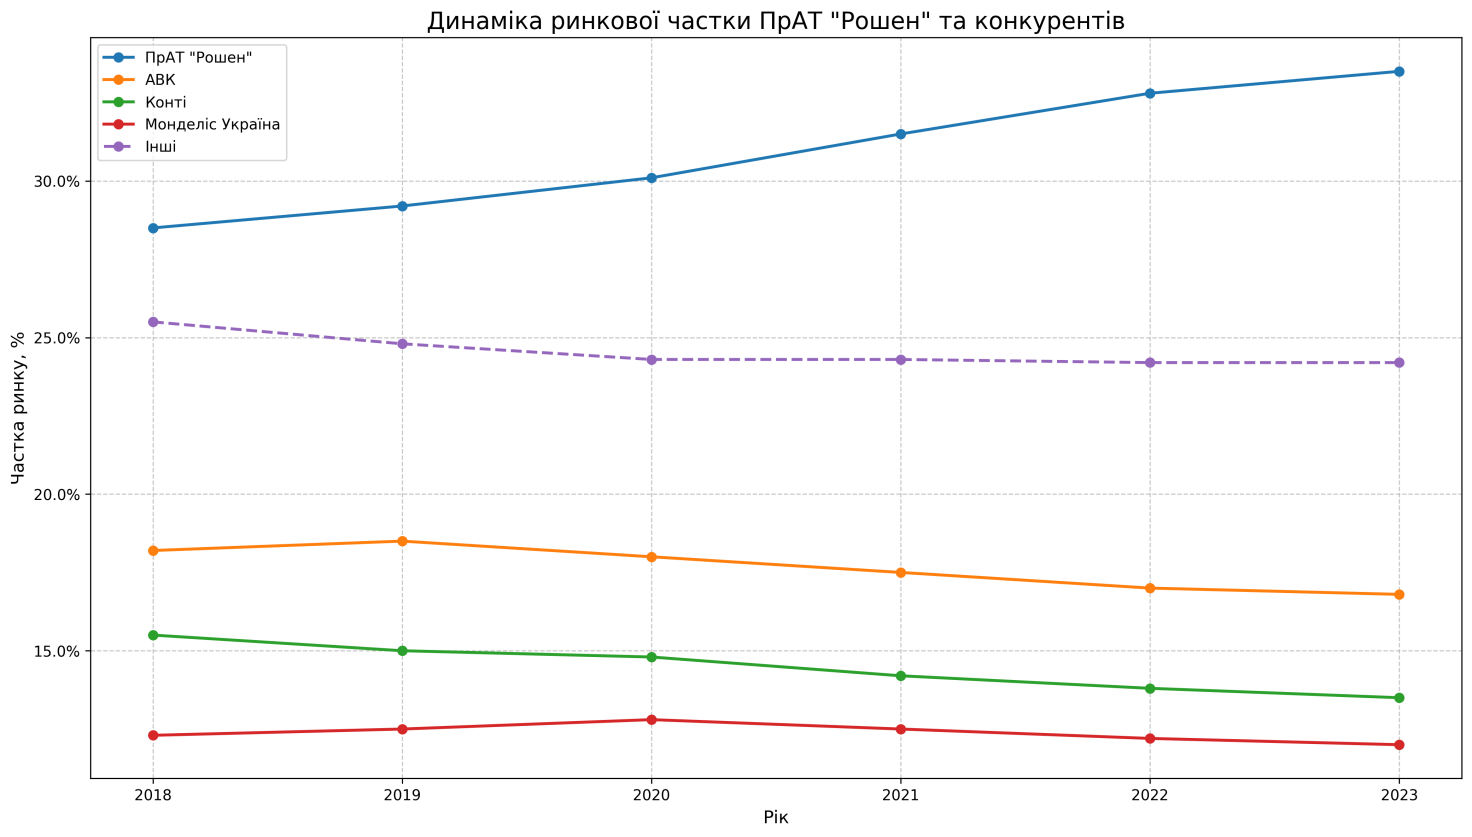 Динаміка ринкової частки ПрАТ "Рошен" та конкурентів
ПрАТ "Рошен"
АВК
Конті
Монделіс Україна
Інші
Частка ринку, %
30.0%
25.0%
20.0%
15.0%
2018 2019 2020 2021 2022 2023
Рік